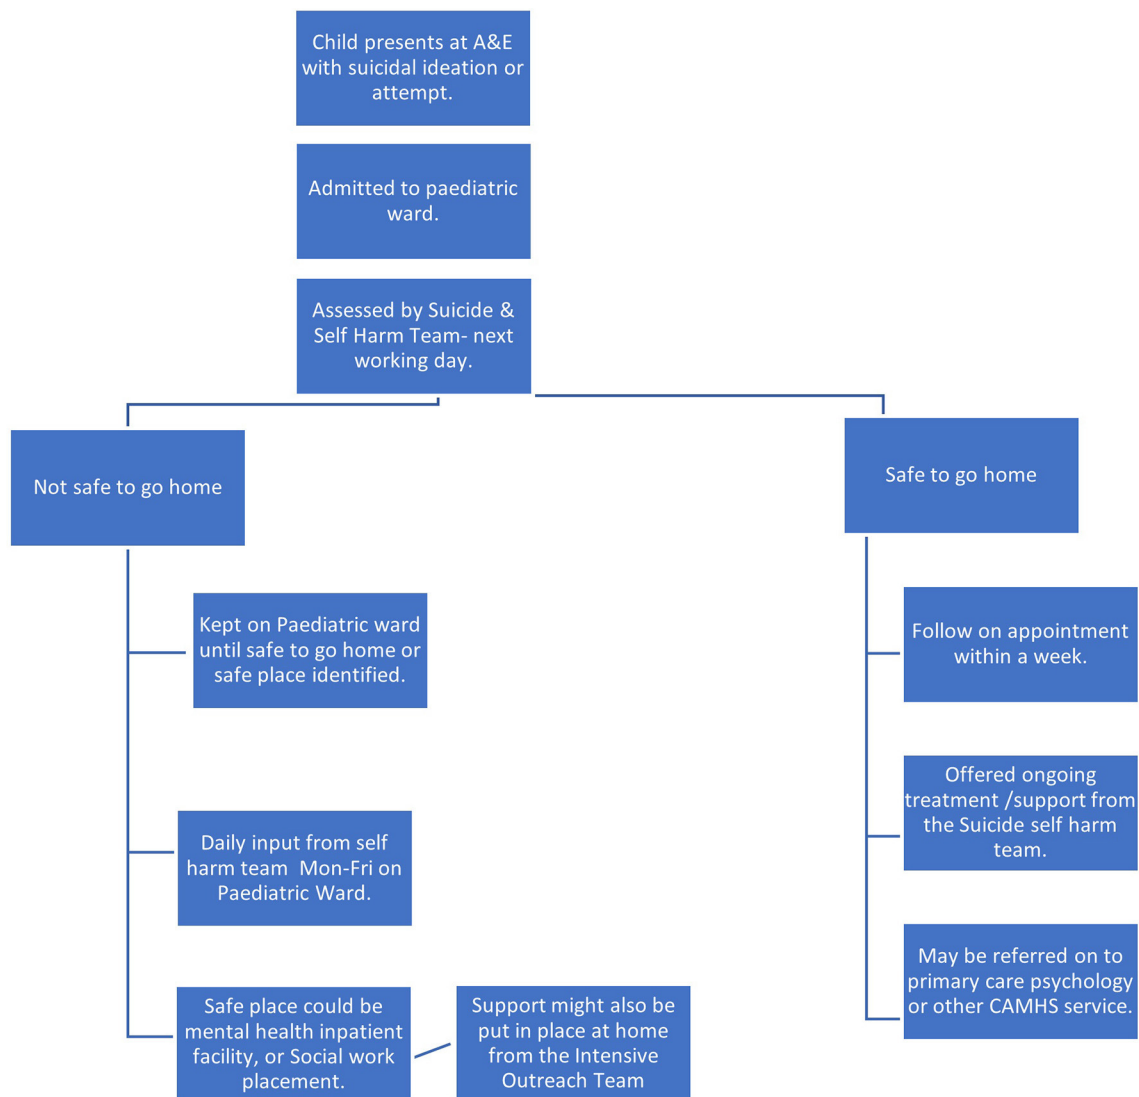 Child presents at A&E
with suicidal ideation or
attempt.
Admitted to paediatric
ward.
Assessed by Suicide &
Self Harm Team- next
working day.
Not safe to go home
Kept on Paediatric ward
until safe to go home or
safe place identified.
Daily input from self
harm team  Mon-Fri on
Paediatric Ward.
Safe place could be
mental health inpatient
facility, or Social work
placement.
Support might also be
put in place at home
from the Intensive
Outreach Team
Safe to go home
Follow on appointment
within a week.
Offered ongoing
treatment /support from
the Suicide self harm
team.
May be referred on to
primary care psychology
or other CAMHS service.